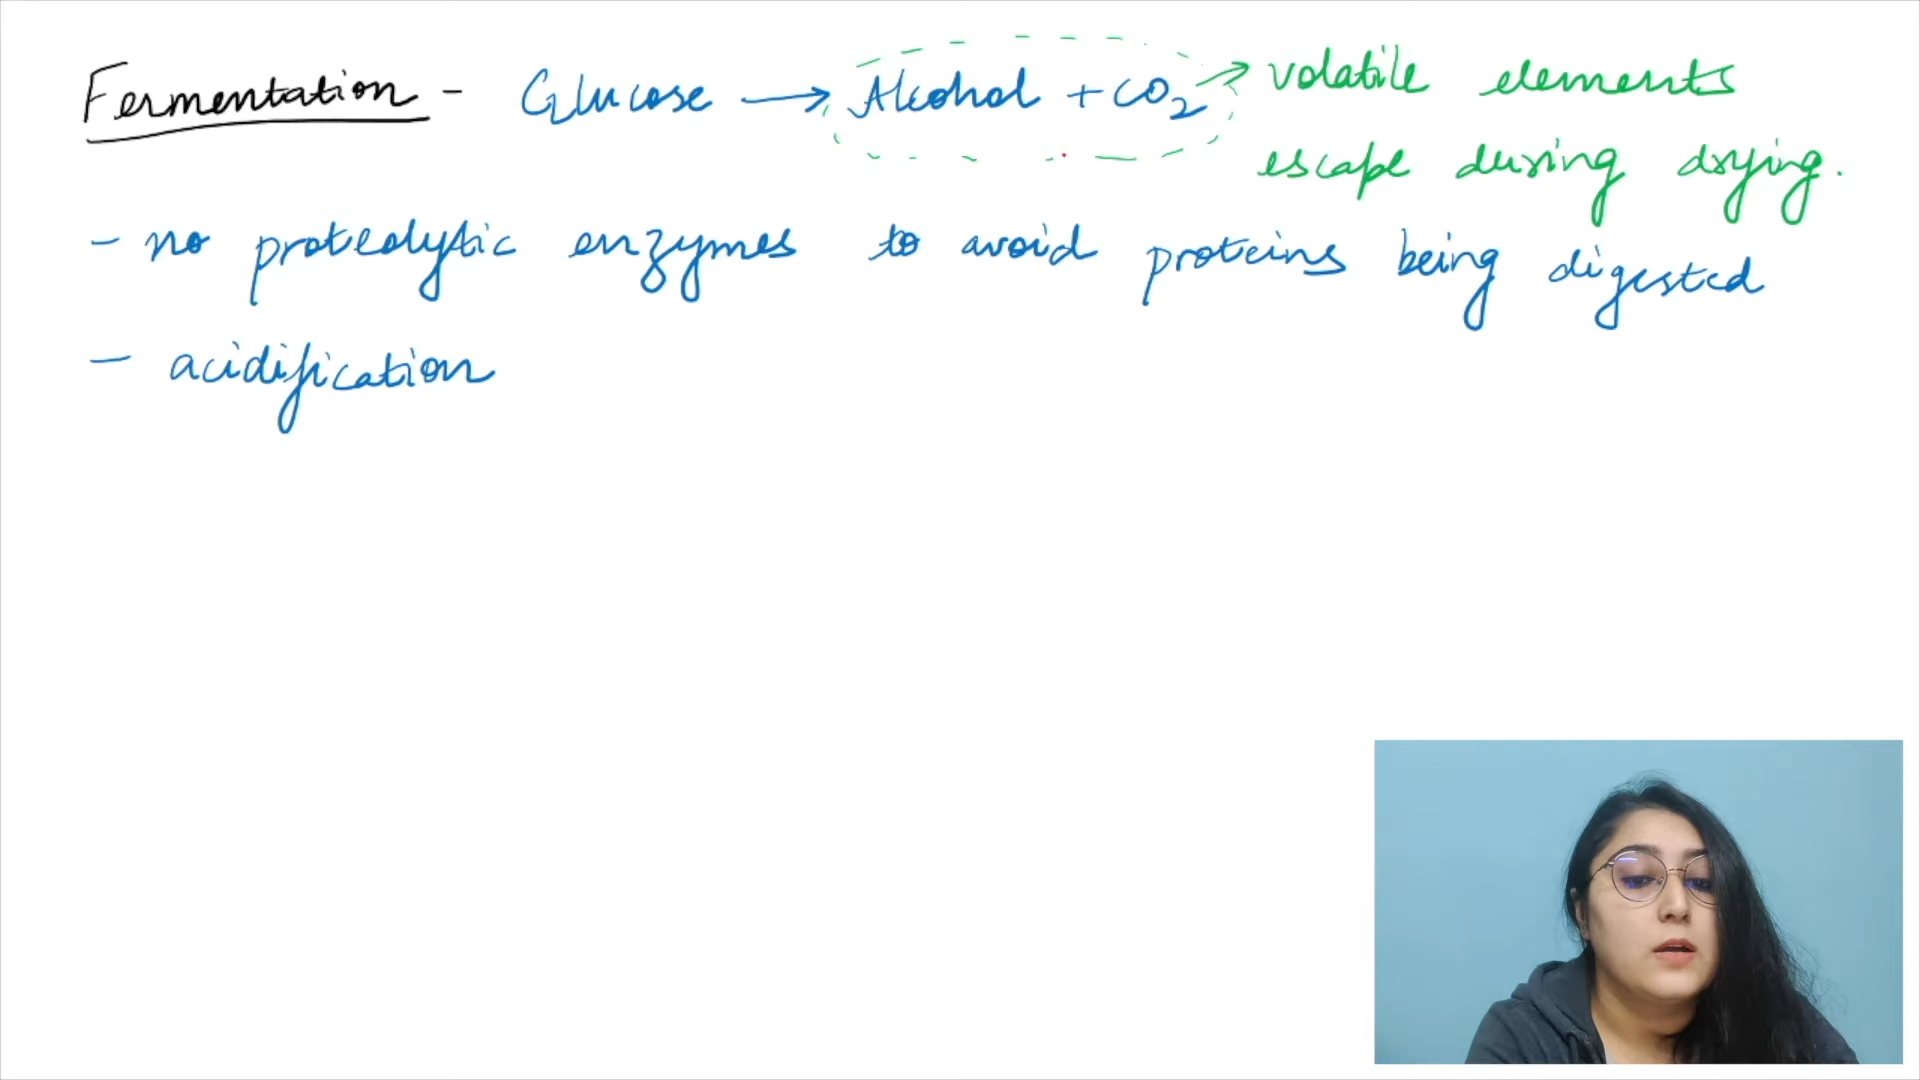 Fermentation - Glucose → Alcohol + CO₂ → volatile elements
escape during drying.
- no proteolytic enzymes to avoid proteins being digested
- acidification